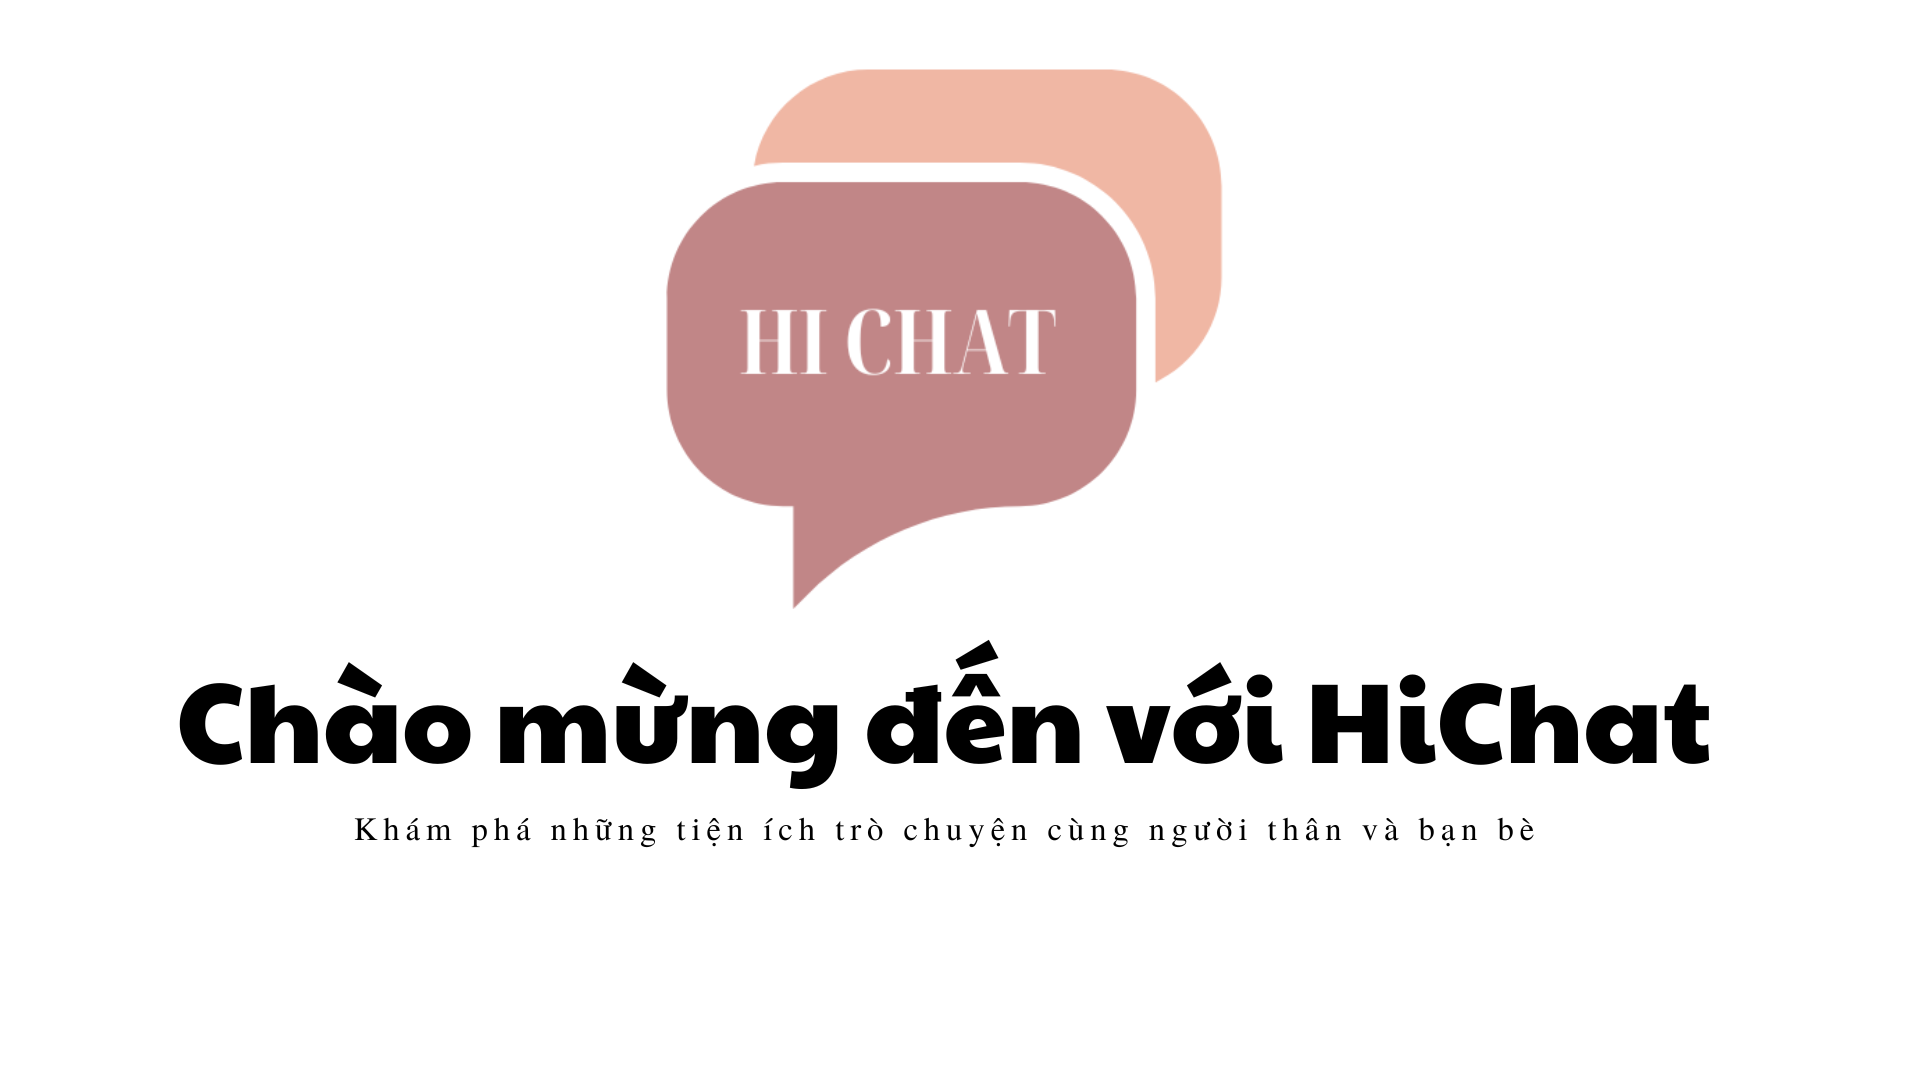 HI CHAT
Chào mừng đến với HiChat
Khám phá những tiện ích trò chuyện cùng người thân và bạn bè